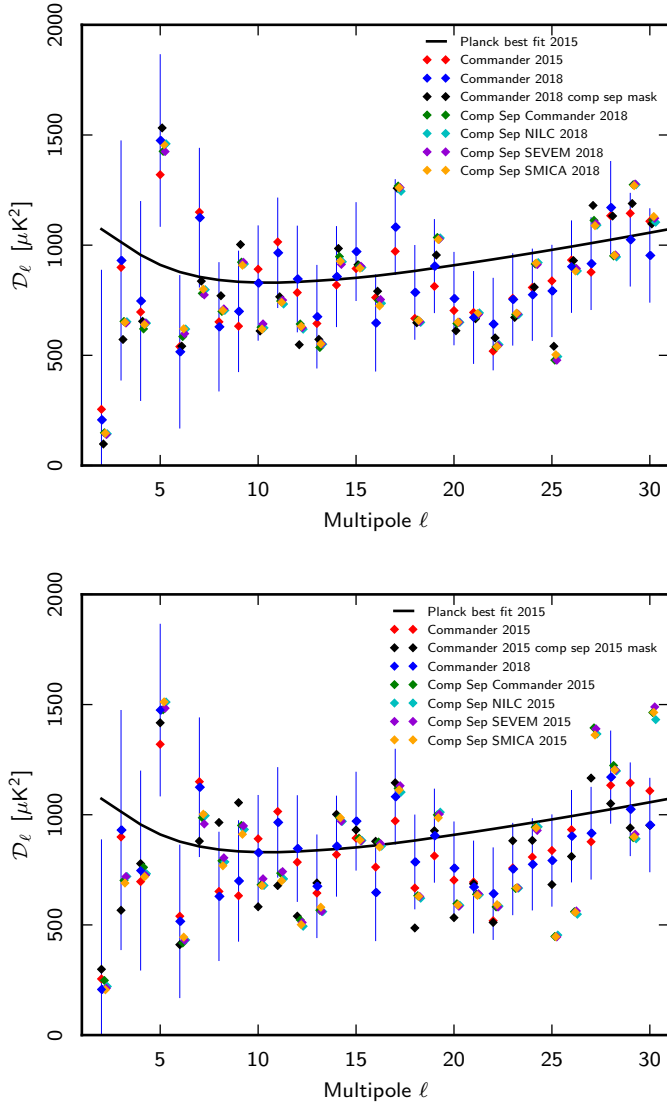 2000
Planck best fit 2015
Commander 2015
Commander 2018
Commander 2018 comp sep mask
Comp Sep Commander 2018
Comp Sep NILC 2018
Comp Sep SEVEM 2018
Comp Sep SMICA 2018
1500
𝒟ℓ [μK²]
1000
500
0
5 10 15 20 25 30
Multipole ℓ
2000
Planck best fit 2015
Commander 2015
Commander 2015 comp sep 2015 mask
Commander 2018
Comp Sep Commander 2015
Comp Sep NILC 2015
Comp Sep SEVEM 2015
Comp Sep SMICA 2015
1500
𝒟ℓ [μK²]
1000
500
0
5 10 15 20 25 30
Multipole ℓ